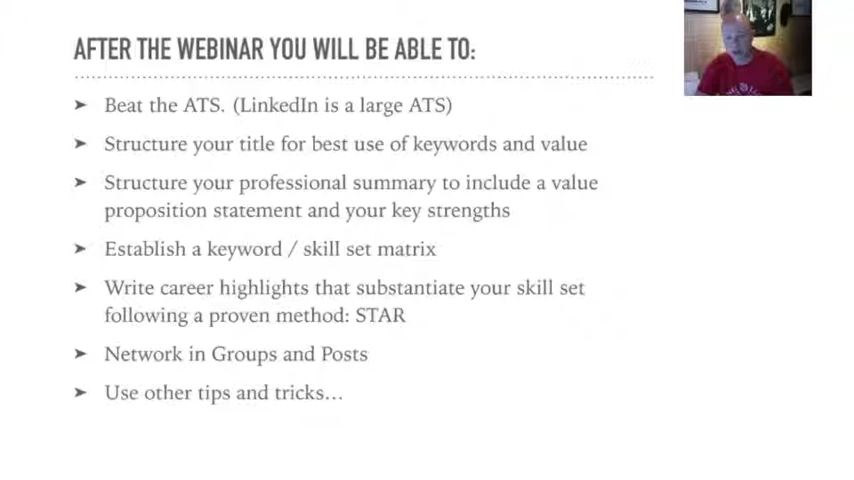 AFTER THE WEBINAR YOU WILL BE ABLE TO:
➤ Beat the ATS. (LinkedIn is a large ATS)
➤ Structure your title for best use of keywords and value
➤ Structure your professional summary to include a value
proposition statement and your key strengths
➤ Establish a keyword / skill set matrix
➤ Write career highlights that substantiate your skill set
following a proven method: STAR
➤ Network in Groups and Posts
➤ Use other tips and tricks…